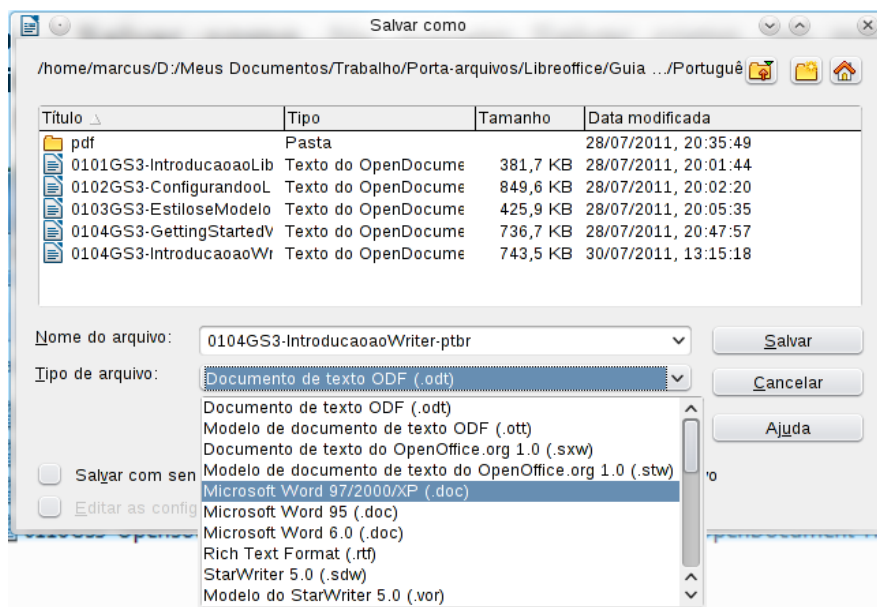 Salvar como
/home/marcus/D:/Meus Documentos/Trabalho/Porta-arquivos/Libreoffice/Guia .../Portuguê
Título Tipo Tamanho Data modificada
pdf Pasta 28/07/2011, 20:35:49
0101GS3-IntroducaoaoLib Texto do OpenDocume 381,7 KB 28/07/2011, 20:01:44
0102GS3-ConfigurandooL Texto do OpenDocume 849,6 KB 28/07/2011, 20:02:20
0103GS3-EstiloseModelo Texto do OpenDocume 425,9 KB 28/07/2011, 20:05:35
0104GS3-GettingStartedV Texto do OpenDocume 736,7 KB 28/07/2011, 20:47:57
0104GS3-IntroducaoaoWr Texto do OpenDocume 743,5 KB 30/07/2011, 13:15:18
Nome do arquivo: 0104GS3-IntroducaoaoWriter-ptbr Salvar
Tipo de arquivo: Documento de texto ODF (.odt) Cancelar
Documento de texto ODF (.odt)
Modelo de documento de texto ODF (.ott) Ajuda
Documento de texto do OpenOffice.org 1.0 (.sxw)
Salvar com sen Modelo de documento de texto do OpenOffice.org 1.0 (.stw) vo
Microsoft Word 97/2000/XP (.doc)
Editar as config Microsoft Word 95 (.doc)
Microsoft Word 6.0 (.doc)
Rich Text Format (.rtf)
StarWriter 5.0 (.sdw)
Modelo do StarWriter 5.0 (.vor)